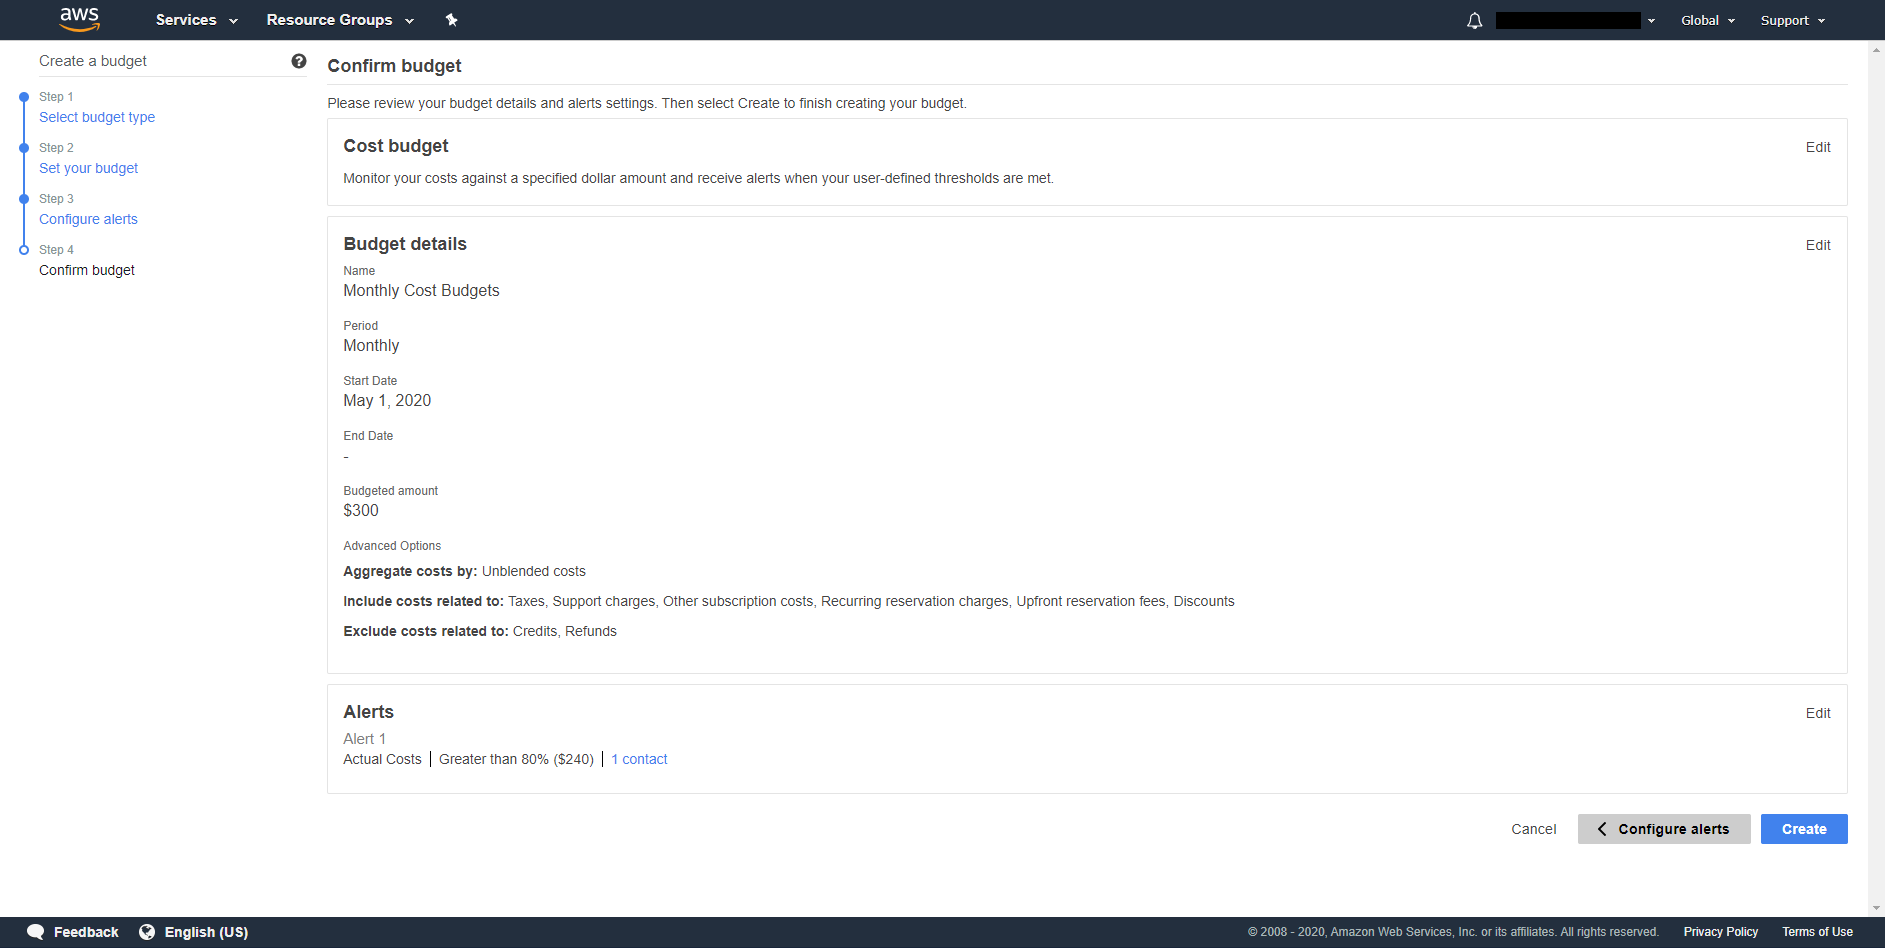 aws Services Resource Groups Global Support
Create a budget
Step 1
Select budget type
Step 2
Set your budget
Step 3
Configure alerts
Step 4
Confirm budget
Confirm budget
Please review your budget details and alerts settings. Then select Create to finish creating your budget.
Cost budget
Edit
Monitor your costs against a specified dollar amount and receive alerts when your user-defined thresholds are met.
Budget details
Edit
Name
Monthly Cost Budgets
Period
Monthly
Start Date
May 1, 2020
End Date
-
Budgeted amount
$300
Advanced Options
Aggregate costs by: Unblended costs
Include costs related to: Taxes, Support charges, Other subscription costs, Recurring reservation charges, Upfront reservation fees, Discounts
Exclude costs related to: Credits, Refunds
Alerts
Edit
Alert 1
Actual Costs | Greater than 80% ($240) | 1 contact
Cancel Configure alerts Create
Feedback English (US) © 2008 - 2020, Amazon Web Services, Inc. or its affiliates. All rights reserved. Privacy Policy Terms of Use